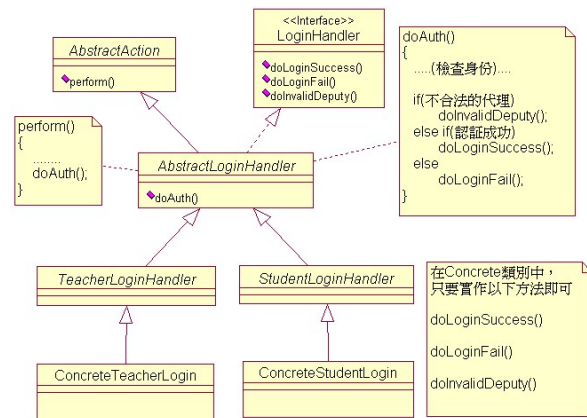 <<Interface>>
LoginHandler
doLoginSuccess()
doLoginFail()
doInvalidDeputy()
AbstractAction
perform()
doAuth()
{
.....(檢查身份)....
if(不合法的代理)
doInvalidDeputy();
else if(認証成功)
doLoginSuccess();
else
doLoginFail();
}
perform()
{
........
doAuth();
}
AbstractLoginHandler
doAuth()
TeacherLoginHandler
StudentLoginHandler
ConcreteTeacherLogin
ConcreteStudentLogin
在Concrete類別中，
只要實作以下方法即可
doLoginSuccess()
doLoginFail()
doInvalidDeputy()